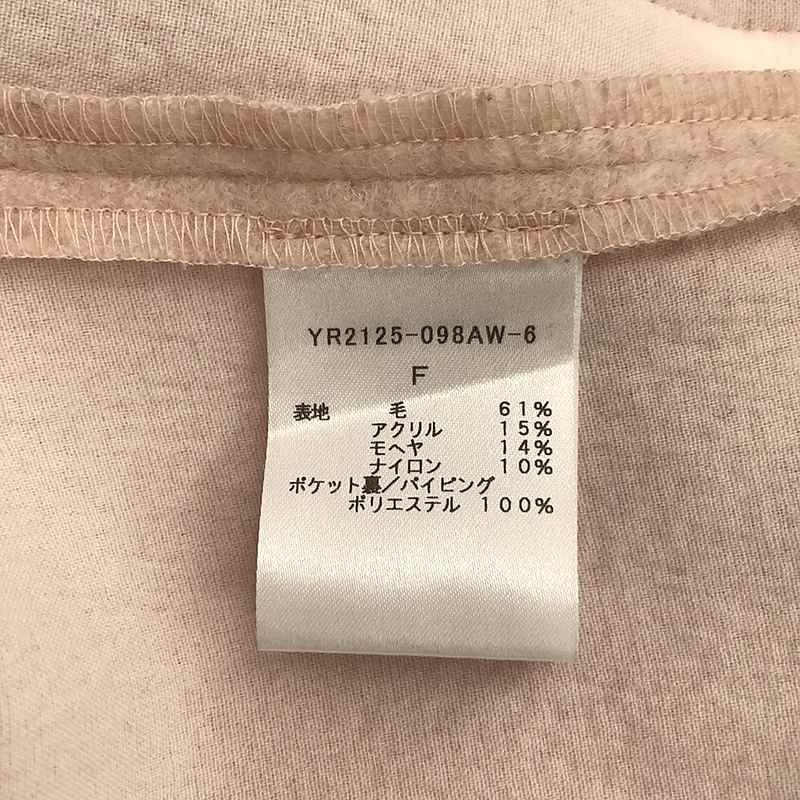 YR2125-098AW-6
F
表地 毛 61%
アクリル 15%
モヘヤ 14%
ナイロン 10%
ポケット裏／パイピング
ポリエステル 100%